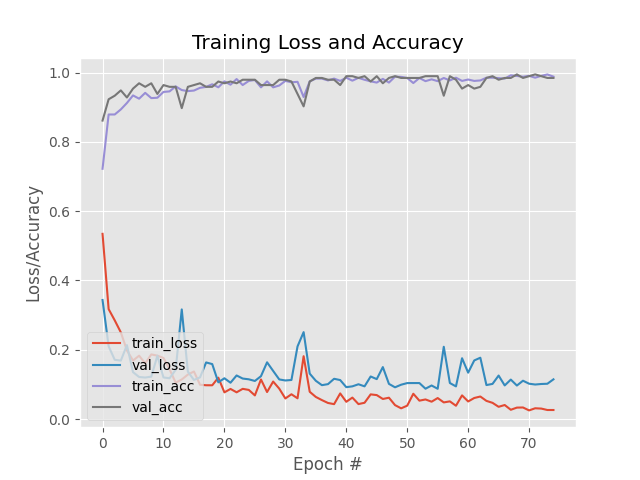 Training Loss and Accuracy
1.0
0.8
0.6
0.4
0.2
0.0
Loss/Accuracy
train_loss
val_loss
train_acc
val_acc
0 10 20 30 40 50 60 70
Epoch #